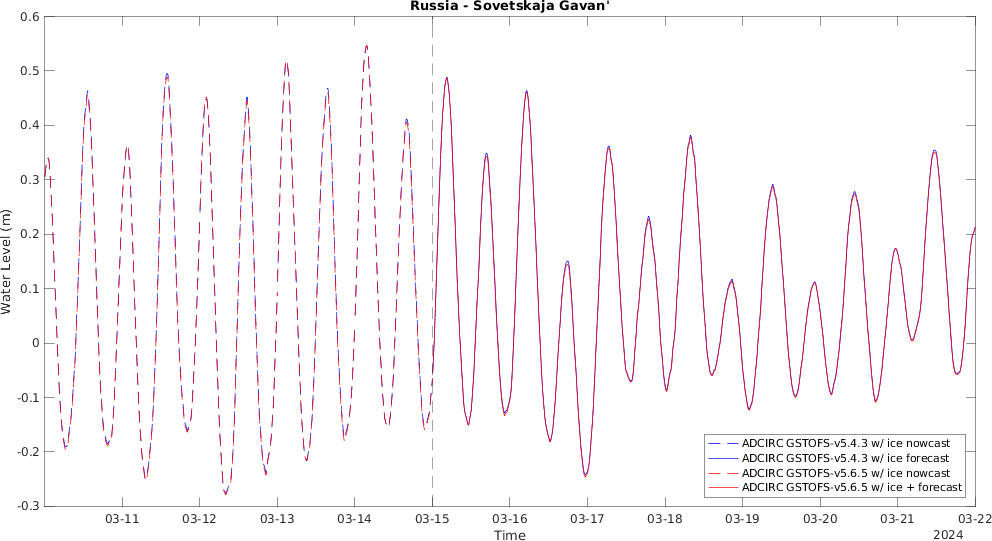 Russia - Sovetskaja Gavan'
0.6
0.5
0.4
0.3
0.2
0.1
0
-0.1
-0.2
-0.3
Water Level (m)
ADCIRC GSTOFS-v5.4.3 w/ ice nowcast
ADCIRC GSTOFS-v5.4.3 w/ ice forecast
ADCIRC GSTOFS-v5.6.5 w/ ice nowcast
ADCIRC GSTOFS-v5.6.5 w/ ice + forecast
03-11 03-12 03-13 03-14 03-15 03-16 03-17 03-18 03-19 03-20 03-21 03-22
Time
2024